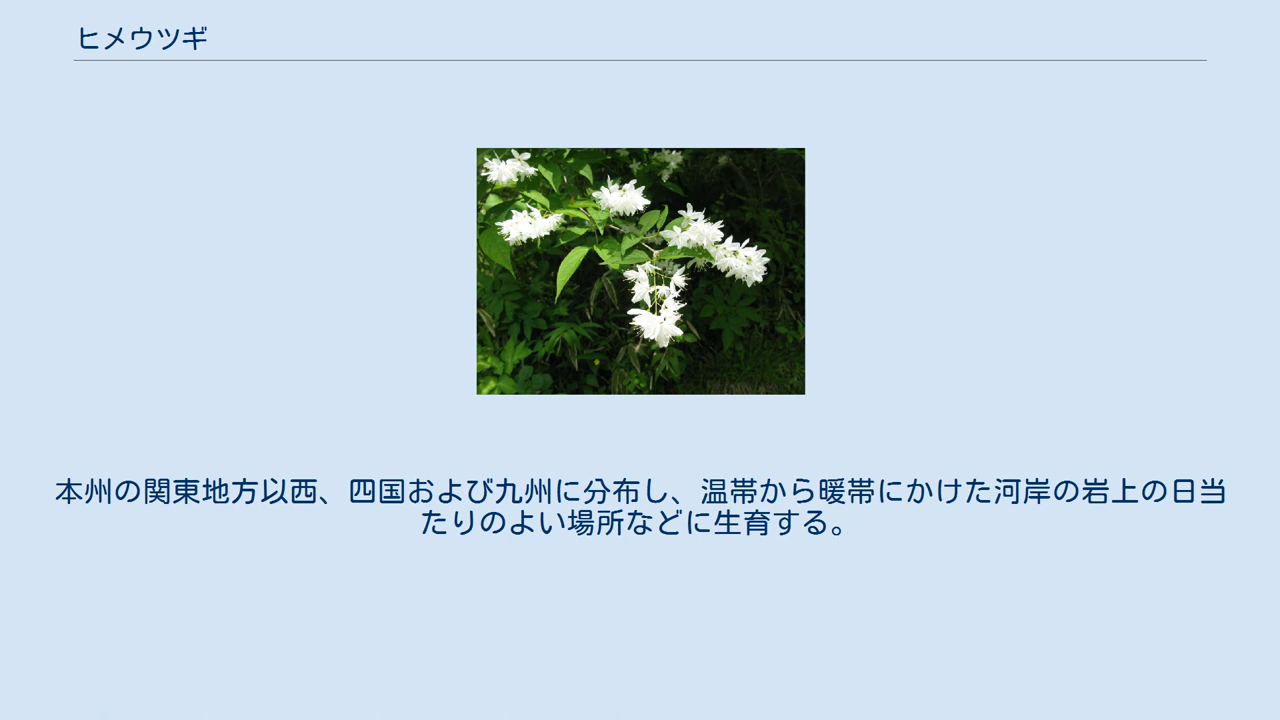 ヒメウツギ
本州の関東地方以西、四国および九州に分布し、温帯から暖帯にかけた河岸の岩上の日当
たりのよい場所などに生育する。